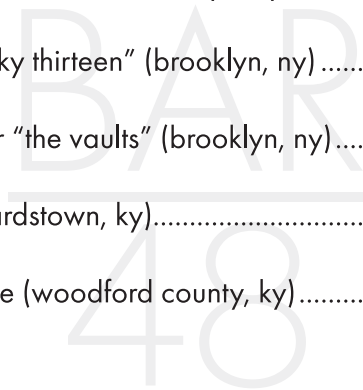 BAR
ky thirteen” (brooklyn, ny)......
r “the vaults” (brooklyn, ny)....
rdstown, ky)............................
e (woodford county, ky).........
48